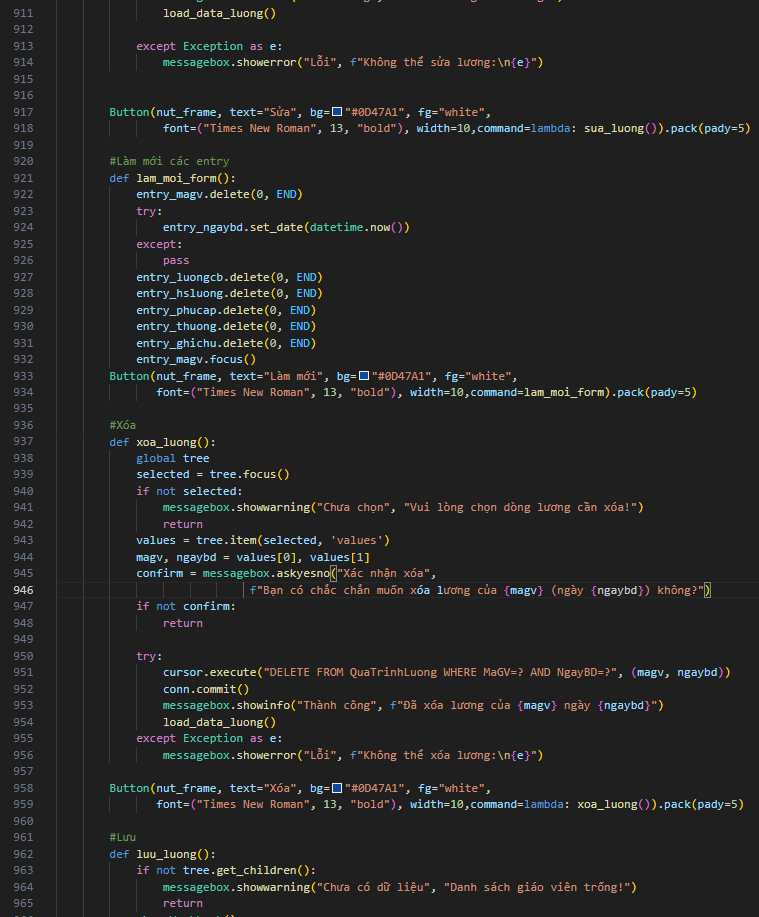 911 load_data_luong()
912
913 except Exception as e:
914 messagebox.showerror("Lỗi", f"Không thể sửa lương:\n{e}")
915
916
917 Button(nut_frame, text="Sửa", bg="#0D47A1", fg="white",
918 font=("Times New Roman", 13, "bold"), width=10,command=lambda: sua_luong()).pack(pady=5)
919
920 #Làm mới các entry
921 def lam_moi_form():
922 entry_magv.delete(0, END)
923 try:
924 entry_ngaybd.set_date(datetime.now())
925 except:
926 pass
927 entry_luongcb.delete(0, END)
928 entry_hsluong.delete(0, END)
929 entry_phucap.delete(0, END)
930 entry_thuong.delete(0, END)
931 entry_ghichu.delete(0, END)
932 entry_magv.focus()
933 Button(nut_frame, text="Làm mới", bg="#0D47A1", fg="white",
934 font=("Times New Roman", 13, "bold"), width=10,command=lam_moi_form).pack(pady=5)
935
936 #Xóa
937 def xoa_luong():
938 global tree
939 selected = tree.focus()
940 if not selected:
941 messagebox.showwarning("Chưa chọn", "Vui lòng chọn dòng lương cần xóa!")
942 return
943 values = tree.item(selected, 'values')
944 magv, ngaybd = values[0], values[1]
945 confirm = messagebox.askyesno("Xác nhận xóa",
946 f"Bạn có chắc chắn muốn xóa lương của {magv} (ngày {ngaybd}) không?")
947 if not confirm:
948 return
949
950 try:
951 cursor.execute("DELETE FROM QuaTrinhLuong WHERE MaGV=? AND NgayBD=?", (magv, ngaybd))
952 conn.commit()
953 messagebox.showinfo("Thành công", f"Đã xóa lương của {magv} ngày {ngaybd}")
954 load_data_luong()
955 except Exception as e:
956 messagebox.showerror("Lỗi", f"Không thể xóa lương:\n{e}")
957
958 Button(nut_frame, text="Xóa", bg="#0D47A1", fg="white",
959 font=("Times New Roman", 13, "bold"), width=10,command=lambda: xoa_luong()).pack(pady=5)
960
961 #Lưu
962 def luu_luong():
963 if not tree.get_children():
964 messagebox.showwarning("Chưa có dữ liệu", "Danh sách giáo viên trống!")
965 return